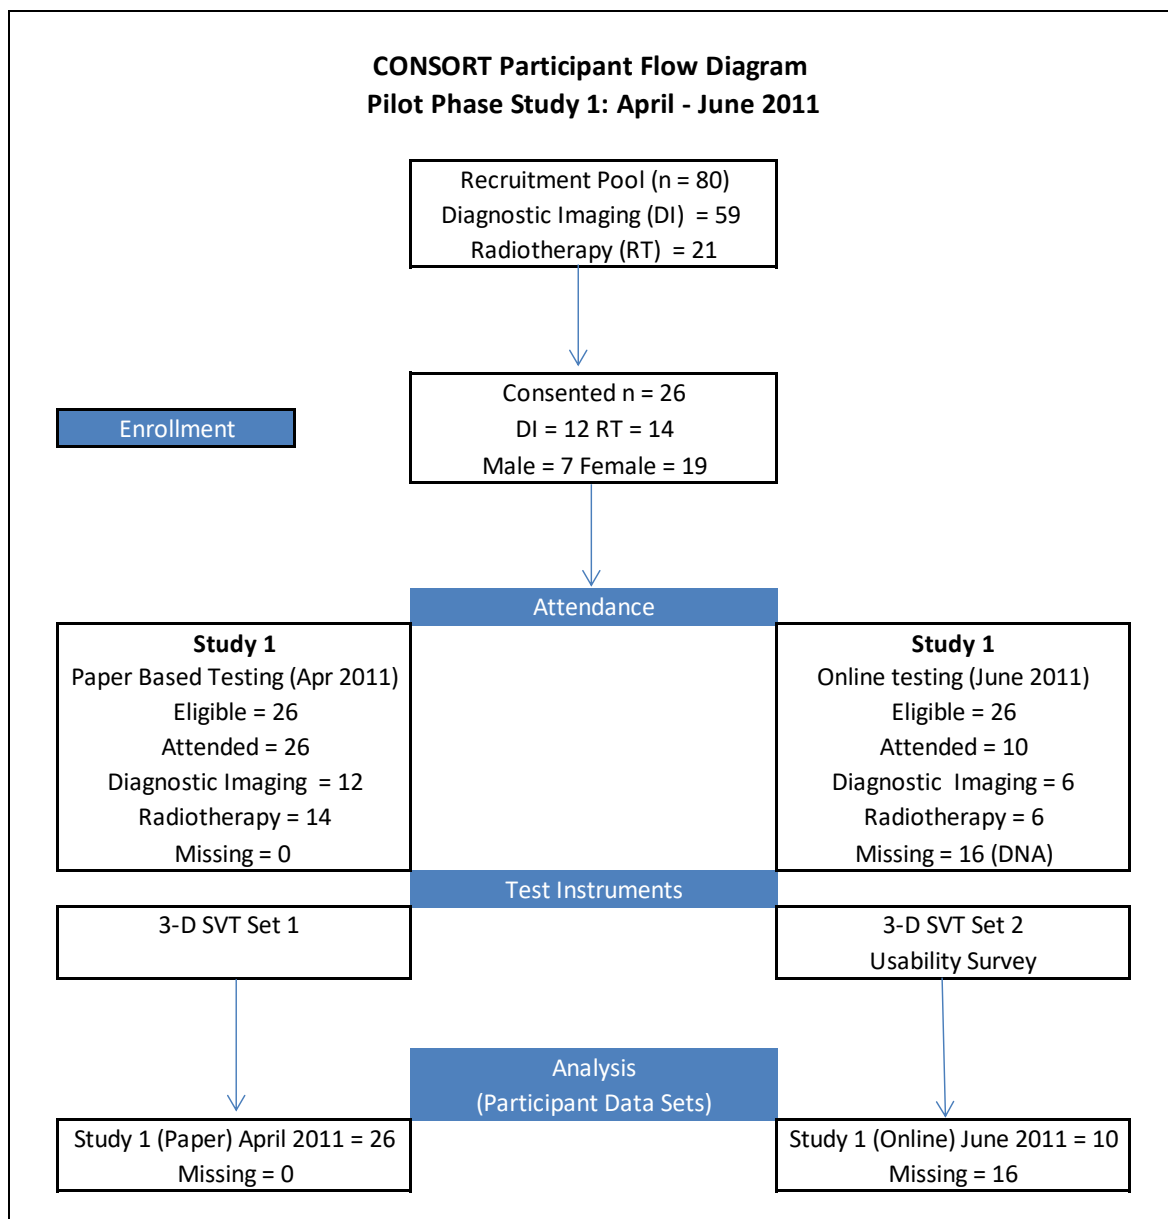 CONSORT Participant Flow Diagram
Pilot Phase Study 1: April - June 2011
Recruitment Pool (n = 80)
Diagnostic Imaging (DI) = 59
Radiotherapy (RT) = 21
Consented n = 26
DI = 12 RT = 14
Male = 7 Female = 19
Enrollment
Attendance
Study 1
Paper Based Testing (Apr 2011)
Eligible = 26
Attended = 26
Diagnostic Imaging = 12
Radiotherapy = 14
Missing = 0
Study 1
Online testing (June 2011)
Eligible = 26
Attended = 10
Diagnostic Imaging = 6
Radiotherapy = 6
Missing = 16 (DNA)
Test Instruments
3-D SVT Set 1
3-D SVT Set 2
Usability Survey
Analysis
(Participant Data Sets)
Study 1 (Paper) April 2011 = 26
Missing = 0
Study 1 (Online) June 2011 = 10
Missing = 16